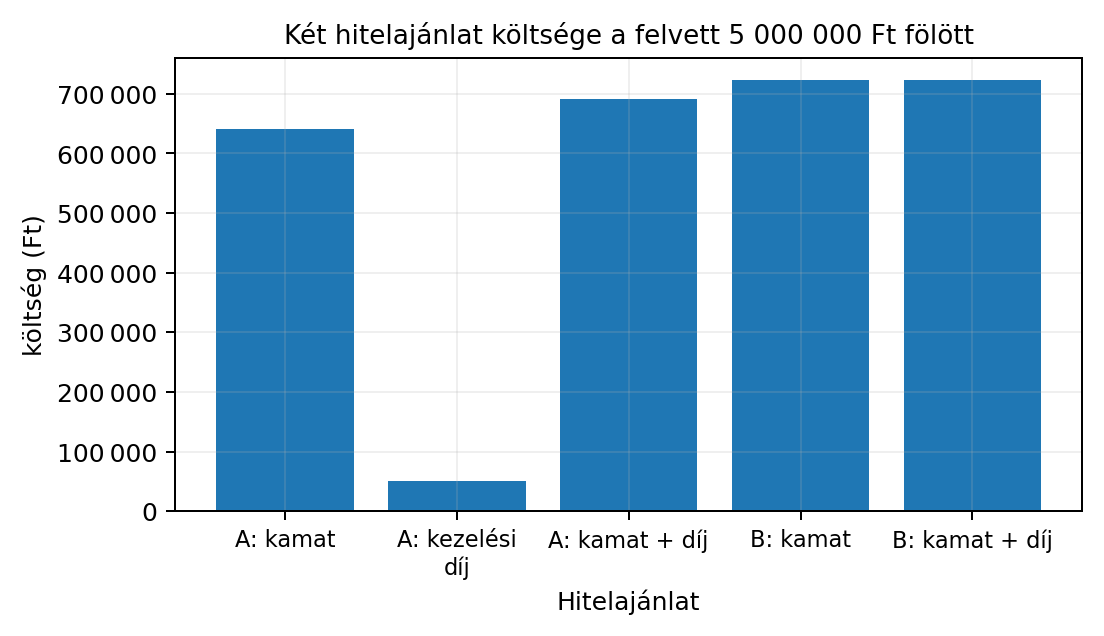 Két hitelajánlat költsége a felvett 5 000 000 Ft fölött
költség (Ft)
700 000
600 000
500 000
400 000
300 000
200 000
100 000
0
A: kamat
A: kezelési
díj
A: kamat + díj
B: kamat
B: kamat + díj
Hitelajánlat